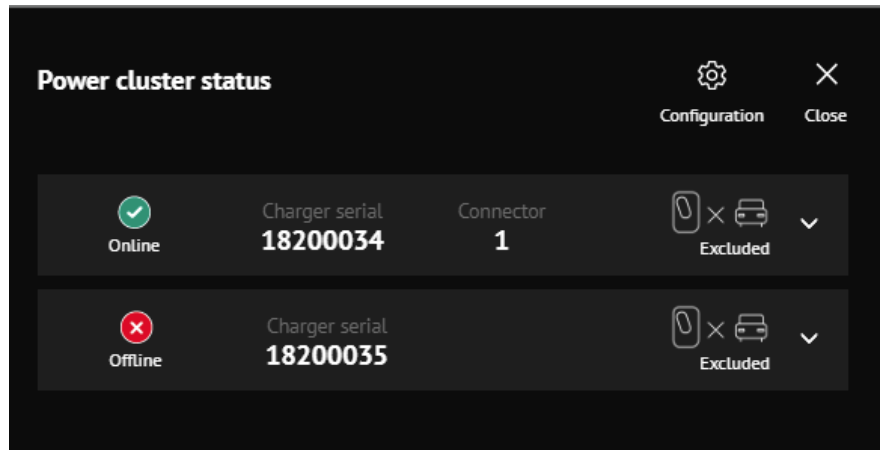 Power cluster status
Configuration
Close
Charger serial
Connector
18200034
1
Online
Excluded
Charger serial
18200035
Offline
Excluded